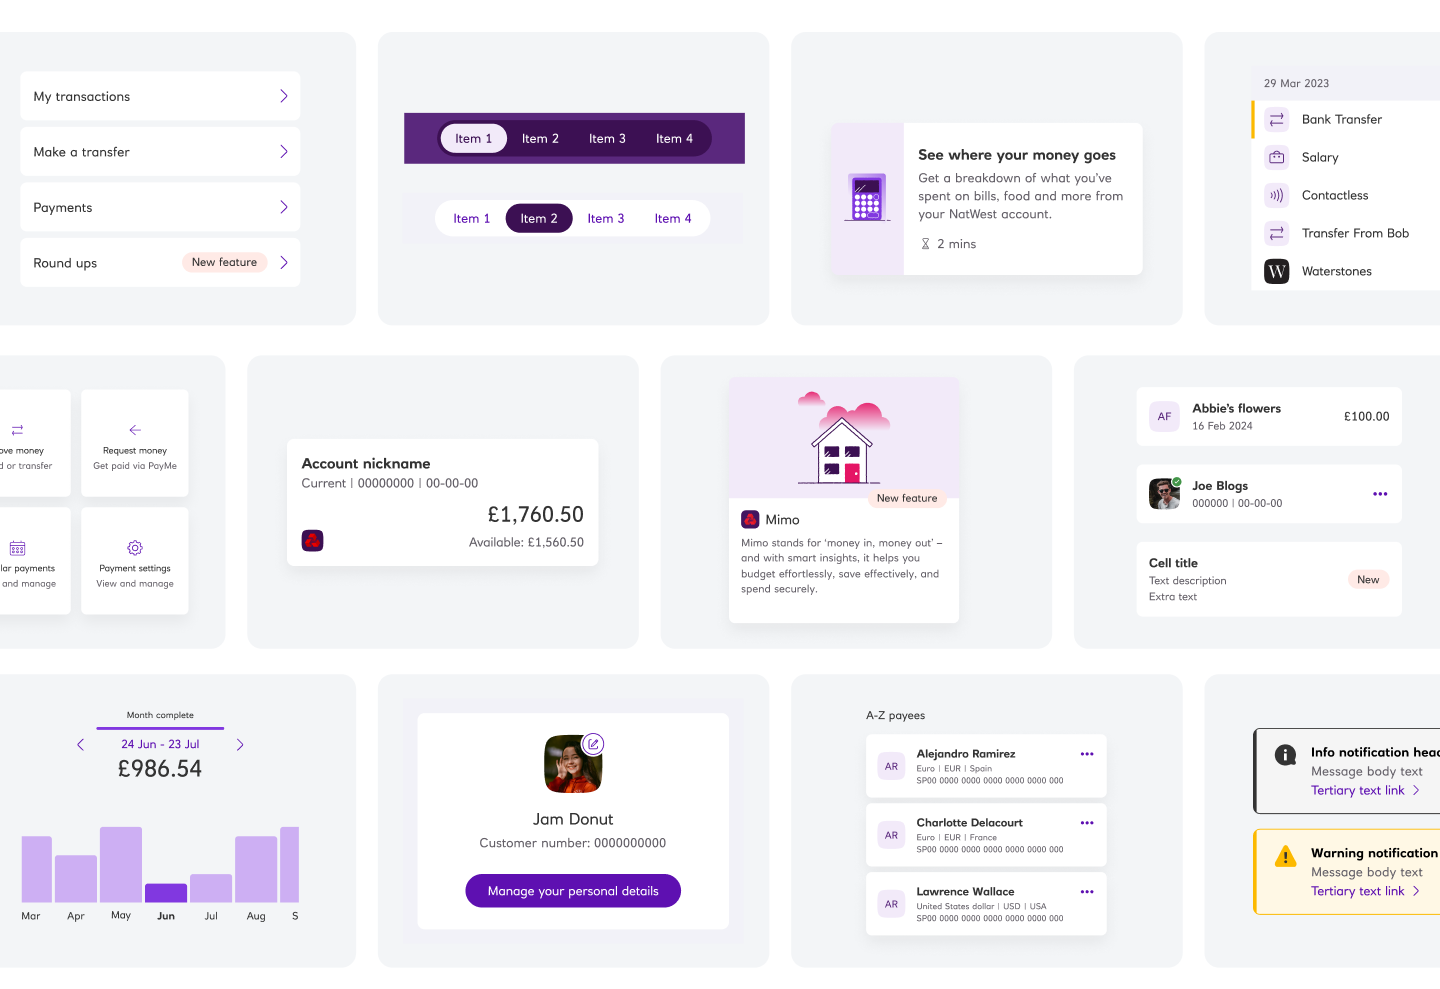 My transactions
Make a transfer
Payments
Round ups
New feature
Item 1 Item 2 Item 3 Item 4
Item 1 Item 2 Item 3 Item 4
See where your money goes
Get a breakdown of what you've
spent on bills, food and more from
your NatWest account.
2 mins
29 Mar 2023
Bank Transfer
Salary
Contactless
Transfer From Bob
W Waterstones
money
or transfer
Request money
Get paid via PayMe
payments
and manage
Payment settings
View and manage
Account nickname
Current | 00000000 | 00-00-00
£1,760.50
Available: £1,560.50
New feature
Mimo
Mimo stands for ‘money in, money out’ –
and with smart insights, it helps you
budget effortlessly, save effectively, and
spend securely.
AF
Abbie’s flowers
16 Feb 2024
£100.00
Joe Blogs
000000 | 00-00-00
Cell title
Text description
Extra text
New
Month complete
24 Jun - 23 Jul
£986.54
Mar Apr May Jun Jul Aug S
Jam Donut
Customer number: 0000000000
Manage your personal details
A-Z payees
AR
Alejandro Ramirez
Euro | EUR | Spain
SP00 0000 0000 0000 0000 0000 000
AR
Charlotte Delacourt
Euro | EUR | France
SP00 0000 0000 0000 0000 0000 000
AR
Lawrence Wallace
United States dollar | USD | USA
SP00 0000 0000 0000 0000 0000 000
Info notification
Message body text
Tertiary text link
Warning notification
Message body text
Tertiary text link